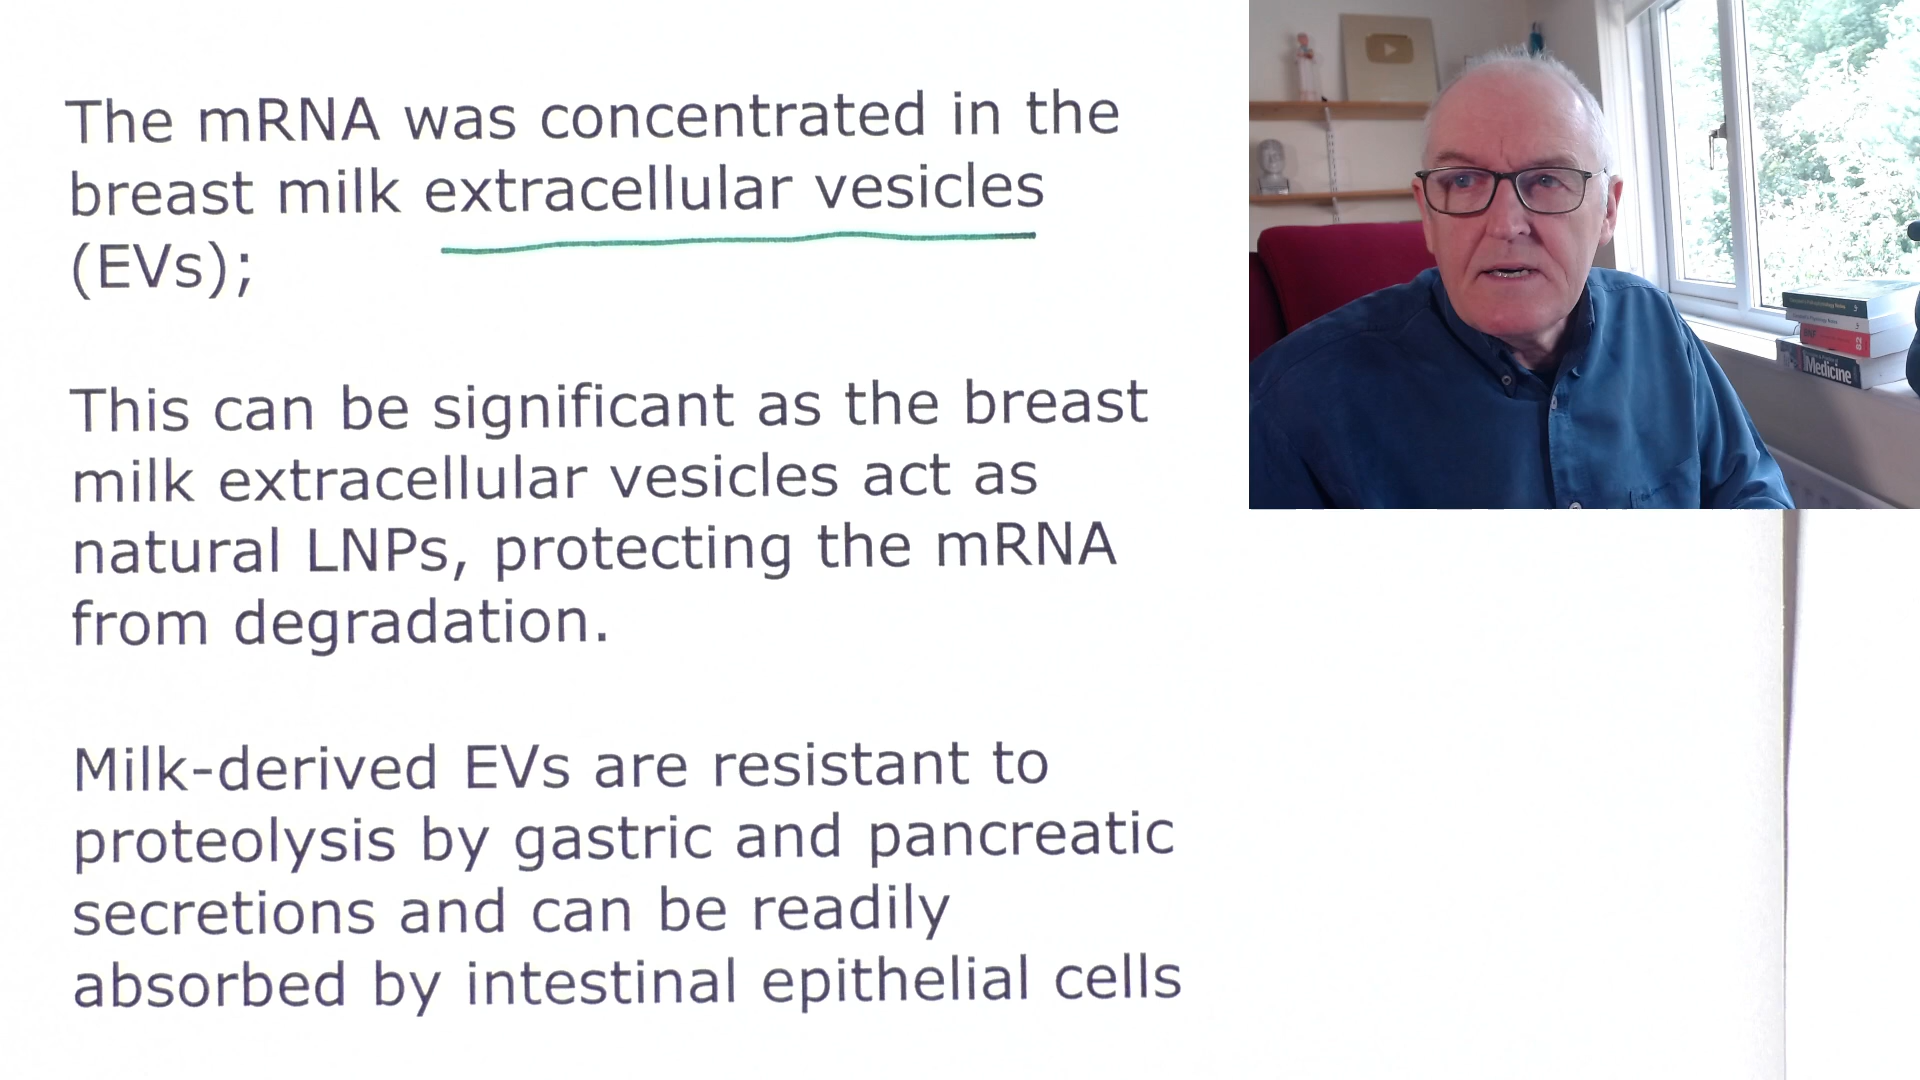 The mRNA was concentrated in the
breast milk extracellular vesicles
(EVs);
This can be significant as the breast
milk extracellular vesicles act as
natural LNPs, protecting the mRNA
from degradation.
Milk-derived EVs are resistant to
proteolysis by gastric and pancreatic
secretions and can be readily
absorbed by intestinal epithelial cells
Medicine